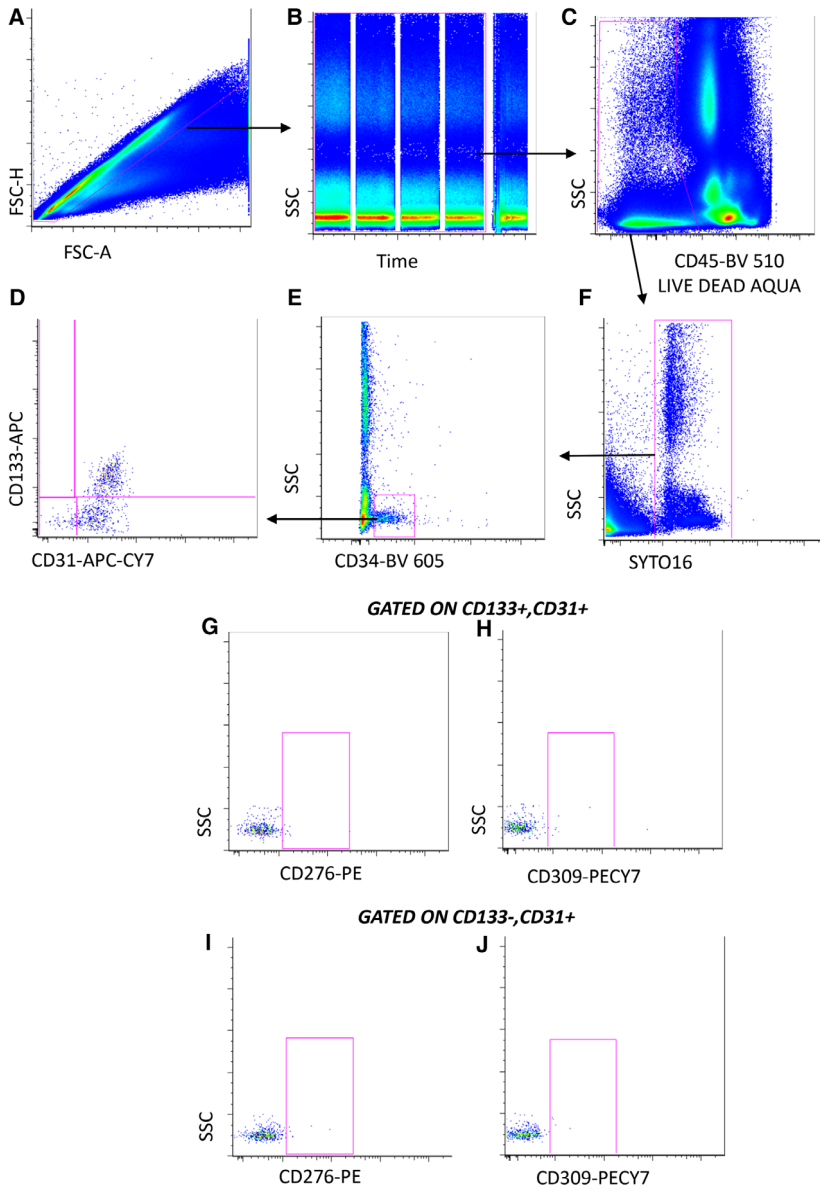 A
FSC-H
FSC-A
B
SSC
Time
C
SSC
CD45-BV 510
LIVE DEAD AQUA
D
CD133-APC
CD31-APC-CY7
E
SSC
CD34-BV 605
F
SSC
SYTO16
GATED ON CD133+,CD31+
G
SSC
CD276-PE
H
SSC
CD309-PECY7
GATED ON CD133-,CD31+
I
SSC
CD276-PE
J
CD309-PECY7